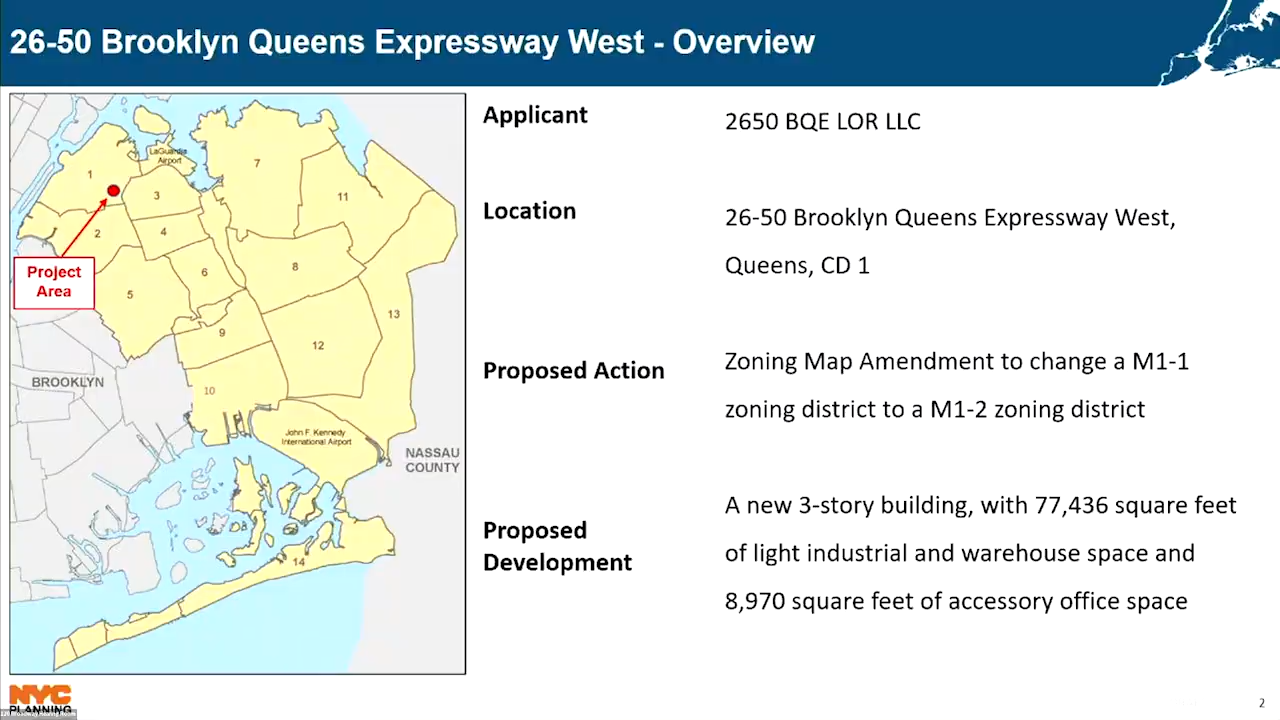 26-50 Brooklyn Queens Expressway West - Overview
LaGuardia
Airport
1
7
3
11
2
4
Project
Area
6
8
5
13
9
12
BROOKLYN
10
John F. Kennedy
International Airport
NASSAU
COUNTY
14
Applicant
2650 BQE LOR LLC
Location
26-50 Brooklyn Queens Expressway West,
Queens, CD 1
Proposed Action
Zoning Map Amendment to change a M1-1
zoning district to a M1-2 zoning district
Proposed
Development
A new 3-story building, with 77,436 square feet
of light industrial and warehouse space and
8,970 square feet of accessory office space
NYC
PLANNING
120 Broadway Hearing Room
2